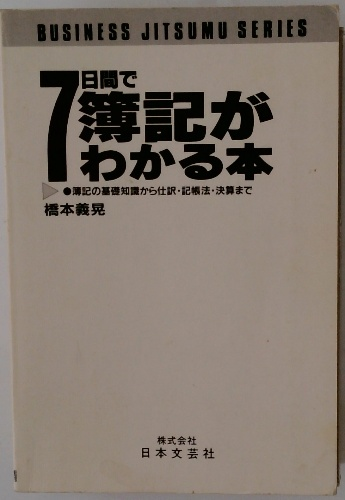 BUSINESS JITSUMU SERIES
7日間で
簿記が
わかる本
●簿記の基礎知識から仕訳・記帳法・決算まで
橋本義晃
株式会社
日本文芸社